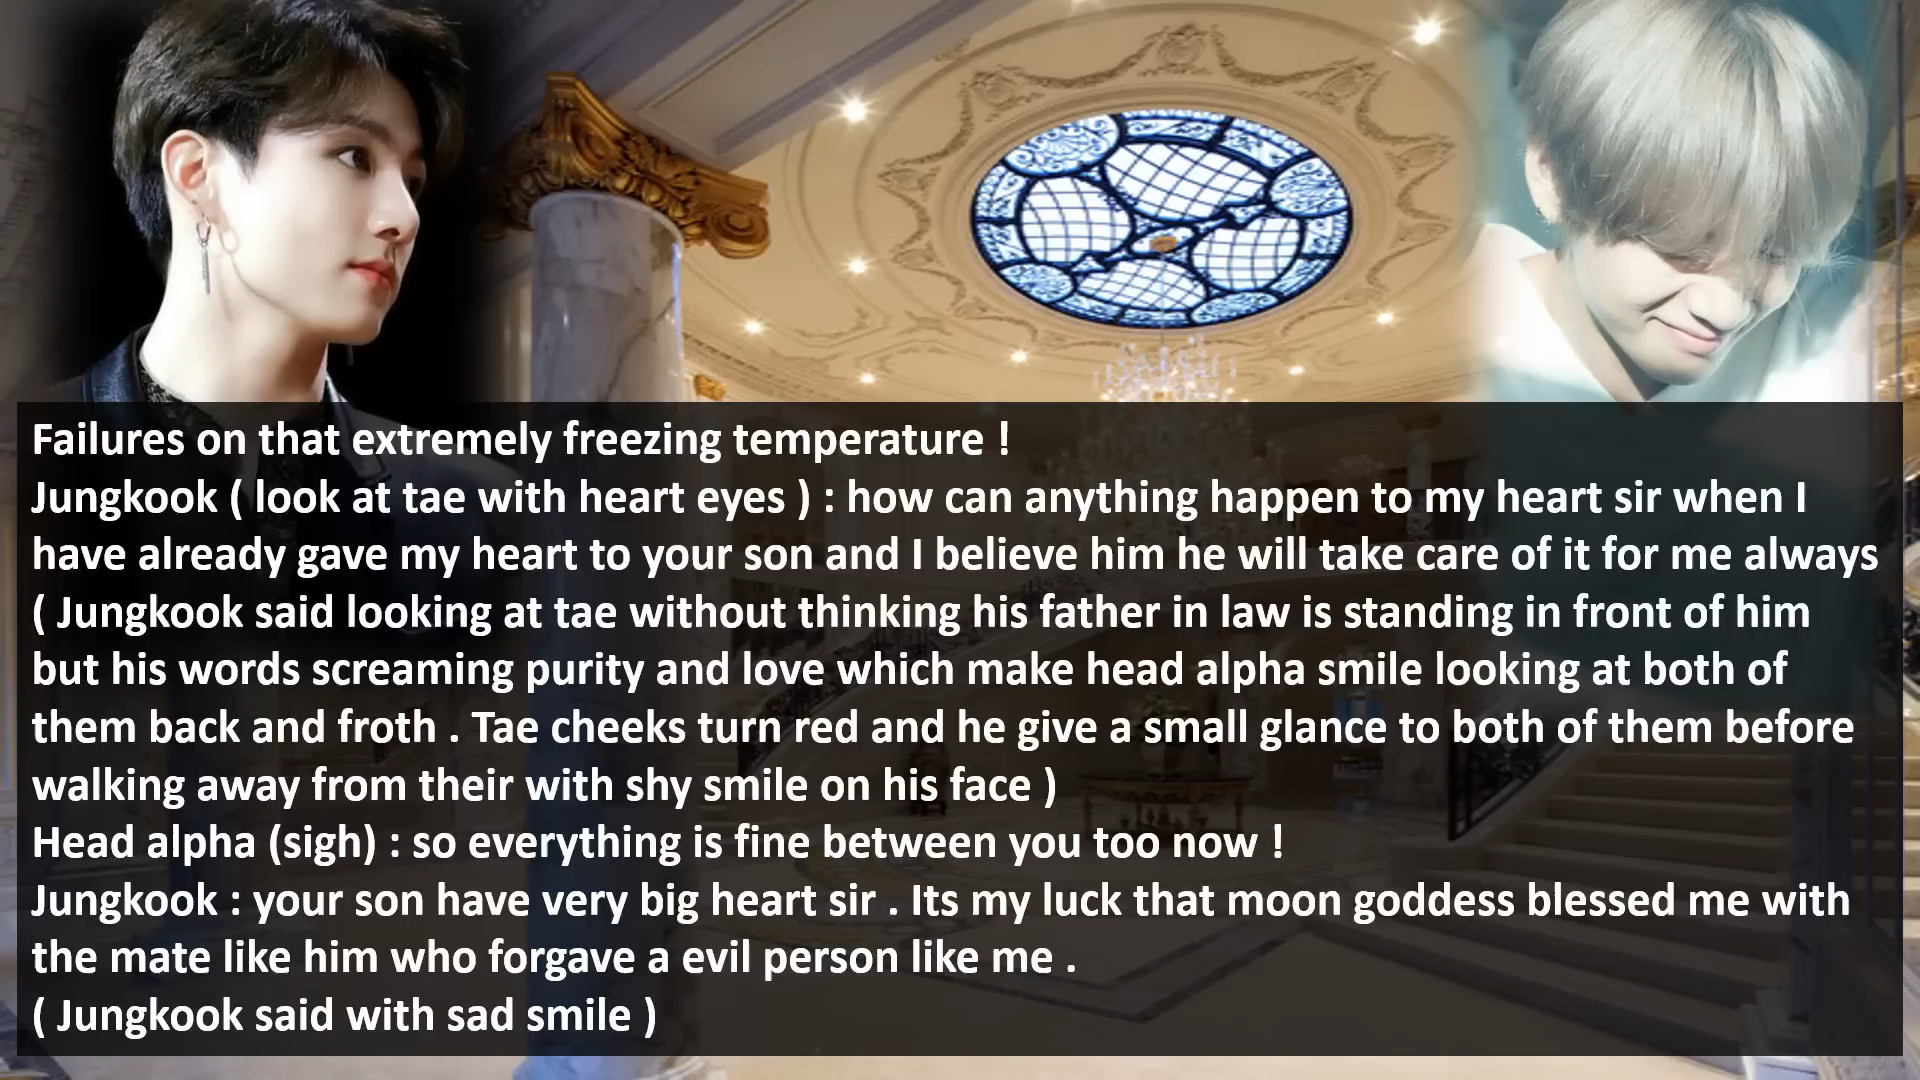 Failures on that extremely freezing temperature !
Jungkook ( look at tae with heart eyes ) : how can anything happen to my heart sir when I
have already gave my heart to your son and I believe him he will take care of it for me always
( Jungkook said looking at tae without thinking his father in law is standing in front of him
but his words screaming purity and love which make head alpha smile looking at both of
them back and froth . Tae cheeks turn red and he give a small glance to both of them before
walking away from their with shy smile on his face )
Head alpha (sigh) : so everything is fine between you too now !
Jungkook : your son have very big heart sir . Its my luck that moon goddess blessed me with
the mate like him who forgave a evil person like me .
( Jungkook said with sad smile )